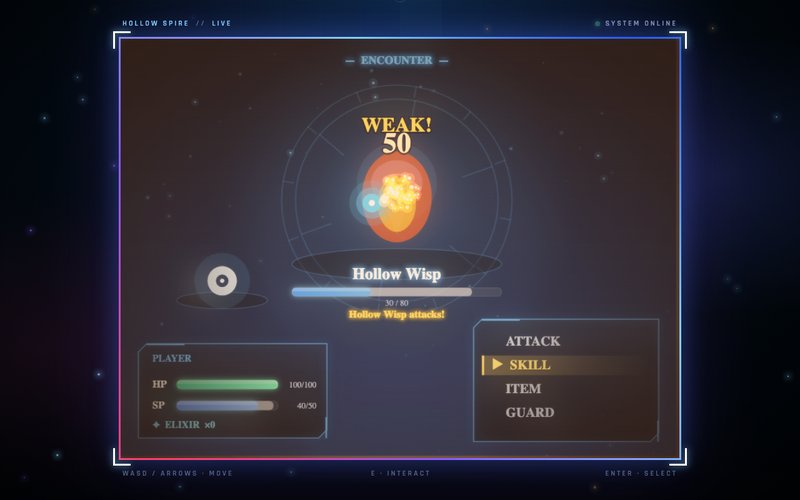 HOLLOW SPIRE // LIVE
SYSTEM ONLINE
— ENCOUNTER —
WEAK!
50
Hollow Wisp
30 / 80
Hollow Wisp attacks!
PLAYER
HP 100/100
SP 40/50
ELIXIR ×0
ATTACK
SKILL
ITEM
GUARD
WASD / ARROWS · MOVE
E · INTERACT
ENTER · SELECT